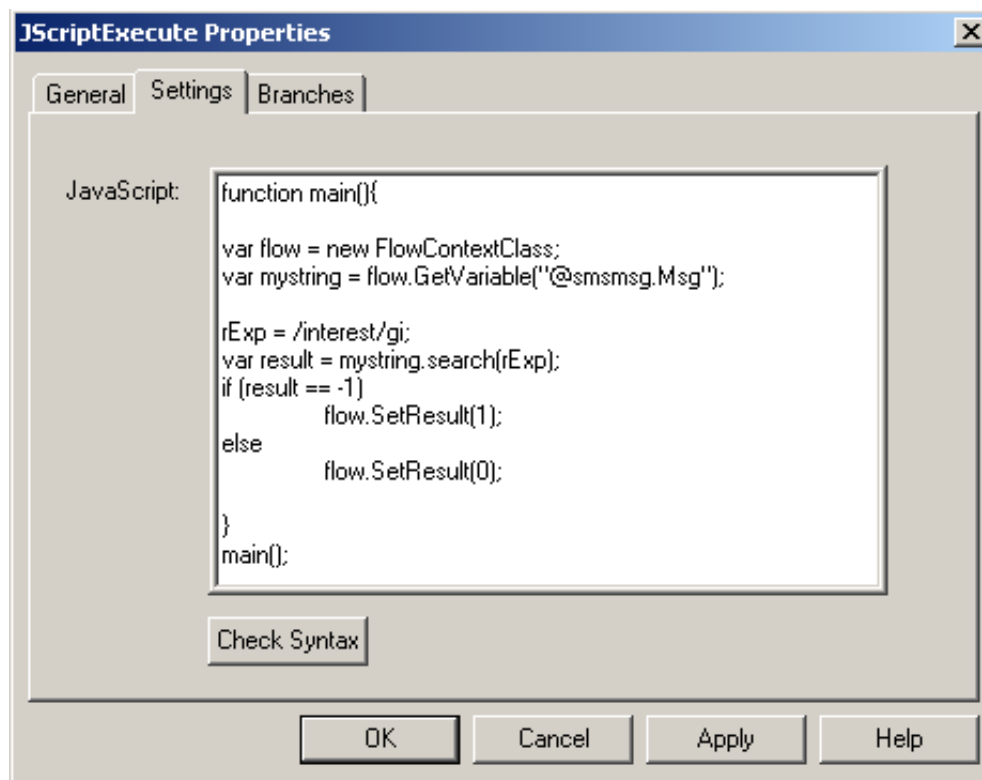 JScriptExecute Properties
General Settings Branches
JavaScript:
function main(){
var flow = new FlowContextClass;
var mystring = flow.GetVariable("@smsmsg.Msg");
rExp = /interest/gi;
var result = mystring.search(rExp);
if (result == -1)
flow.SetResult(1);
else
flow.SetResult(0);
}
main();
Check Syntax
OK Cancel Apply Help